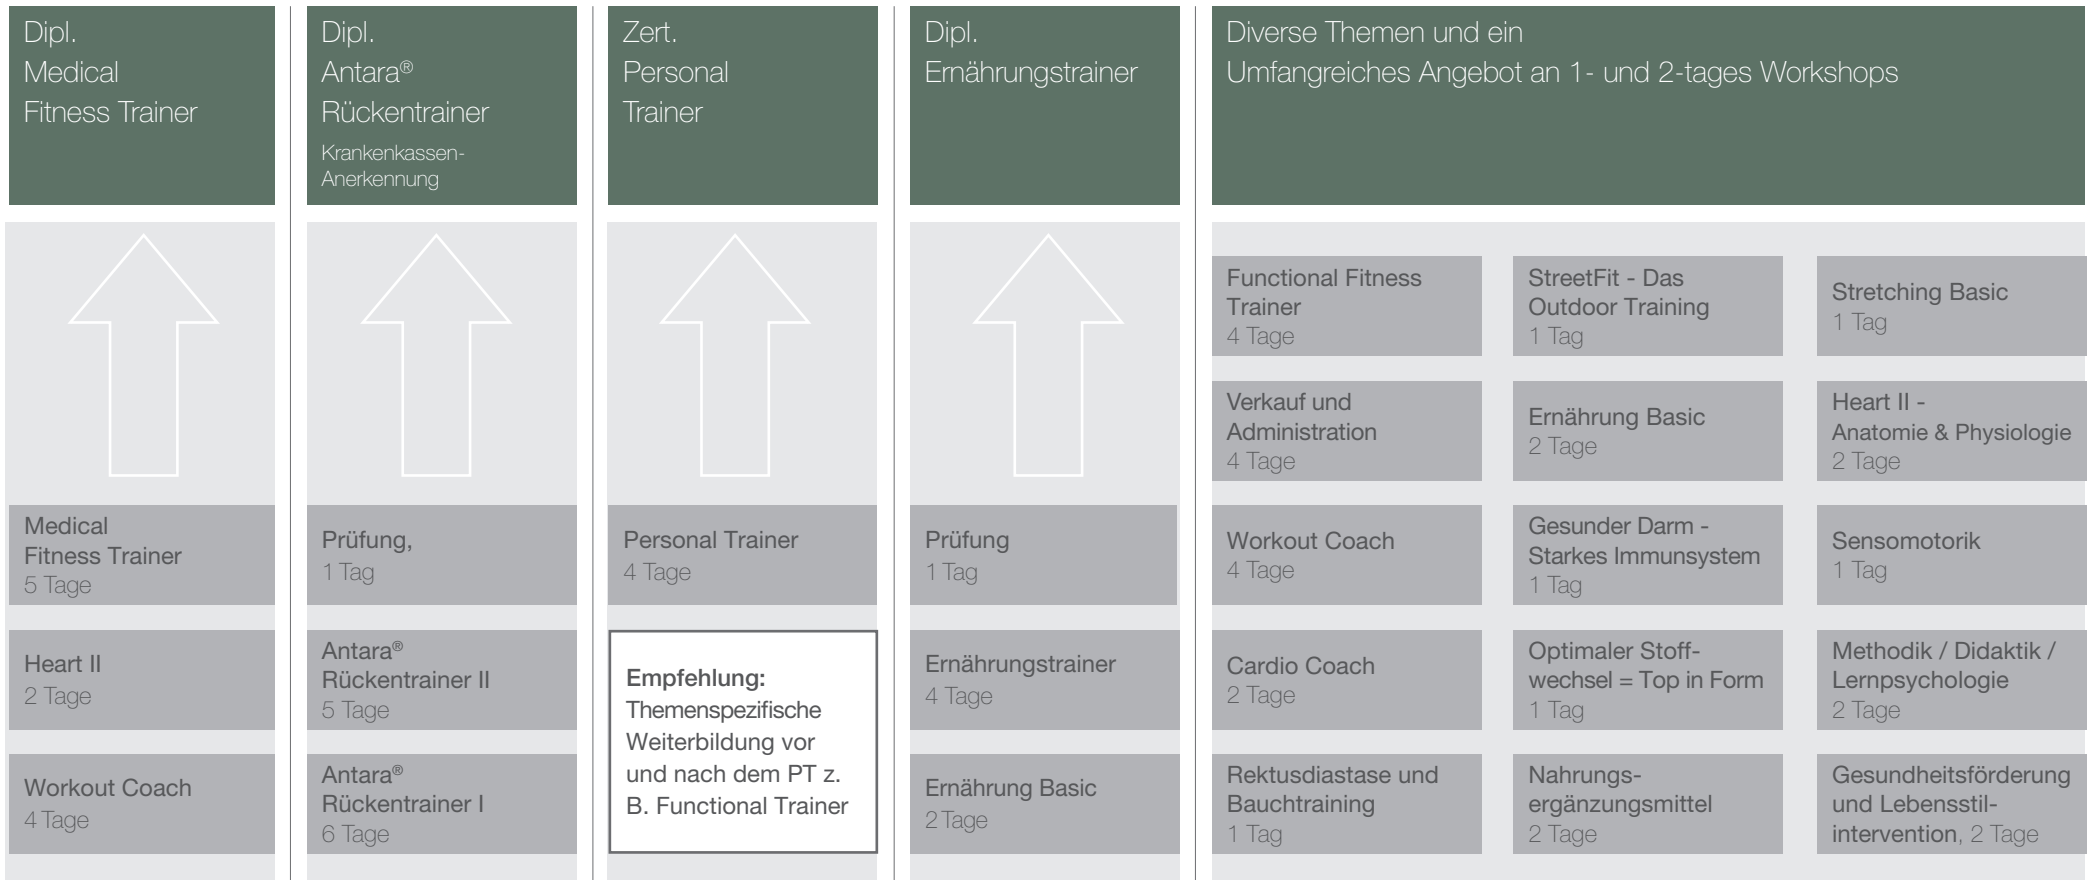 Dipl.
Medical
Fitness Trainer
Dipl.
Antara®
Rückentrainer
Krankenkassen-
Anerkennung
Zert.
Personal
Trainer
Dipl.
Ernährungstrainer
Diverse Themen und ein
Umfangreiches Angebot an 1- und 2-tages Workshops
Medical
Fitness Trainer
5 Tage
Heart II
2 Tage
Workout Coach
4 Tage
Prüfung,
1 Tag
Antara®
Rückentrainer II
5 Tage
Antara®
Rückentrainer I
6 Tage
Personal Trainer
4 Tage
Empfehlung:
Themenspezifische
Weiterbildung vor
und nach dem PT z.
B. Functional Trainer
Prüfung
1 Tag
Ernährungstrainer
4 Tage
Ernährung Basic
2 Tage
Functional Fitness
Trainer
4 Tage
Verkauf und
Administration
4 Tage
Workout Coach
4 Tage
Cardio Coach
2 Tage
Rektusdiastase und
Bauchtraining
1 Tag
StreetFit - Das
Outdoor Training
1 Tag
Ernährung Basic
2 Tage
Gesunder Darm -
Starkes Immunsystem
1 Tag
Optimaler Stoff-
wechsel = Top in Form
1 Tag
Nahrungs-
ergänzungsmittel
2 Tage
Stretching Basic
1 Tag
Heart II -
Anatomie & Physiologie
2 Tage
Sensomotorik
1 Tag
Methodik / Didaktik /
Lernpsychologie
2 Tage
Gesundheitsförderung
und Lebensstil-
intervention, 2 Tage